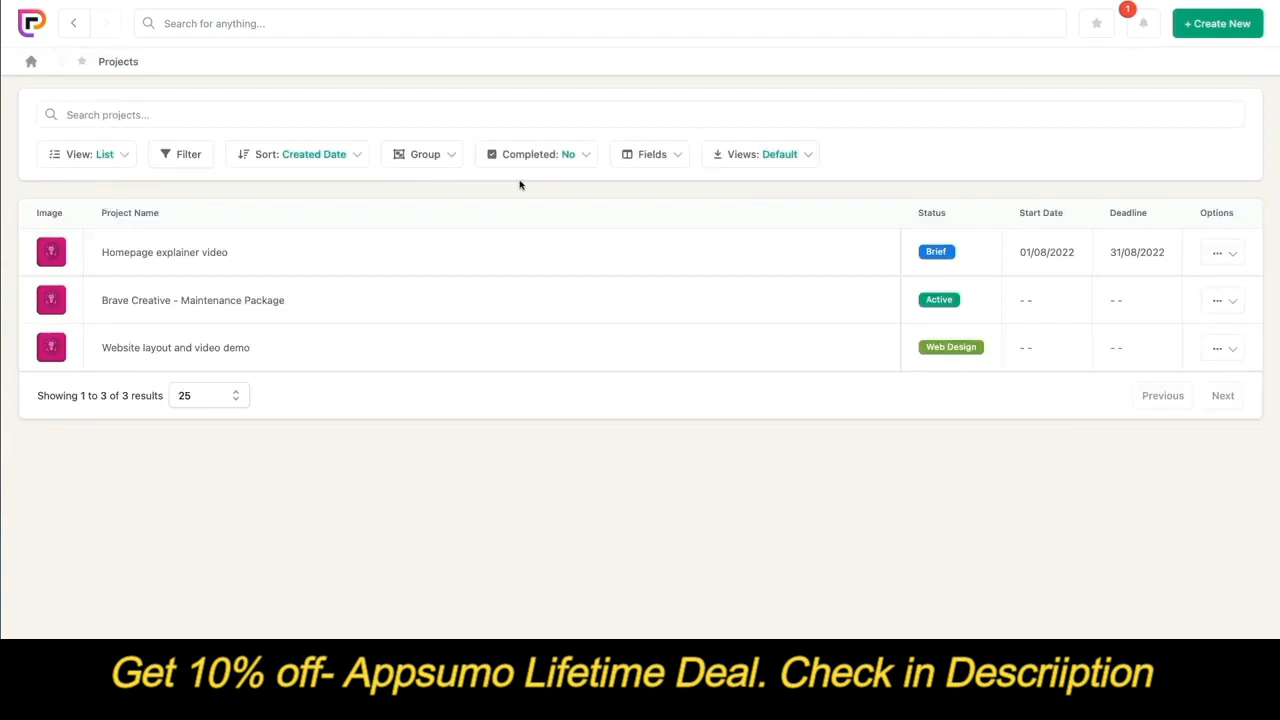 Search for anything...
1
+ Create New
Projects
Search projects...
View: List
Filter
Sort: Created Date
Group
Completed: No
Fields
Views: Default
Image Project Name Status Start Date Deadline Options
Homepage explainer video Brief 01/08/2022 31/08/2022 ...
Brave Creative - Maintenance Package Active - - - - ...
Website layout and video demo Web Design - - - - ...
Showing 1 to 3 of 3 results 25 Previous Next
Get 10% off- Appsumo Lifetime Deal. Check in Descriiption